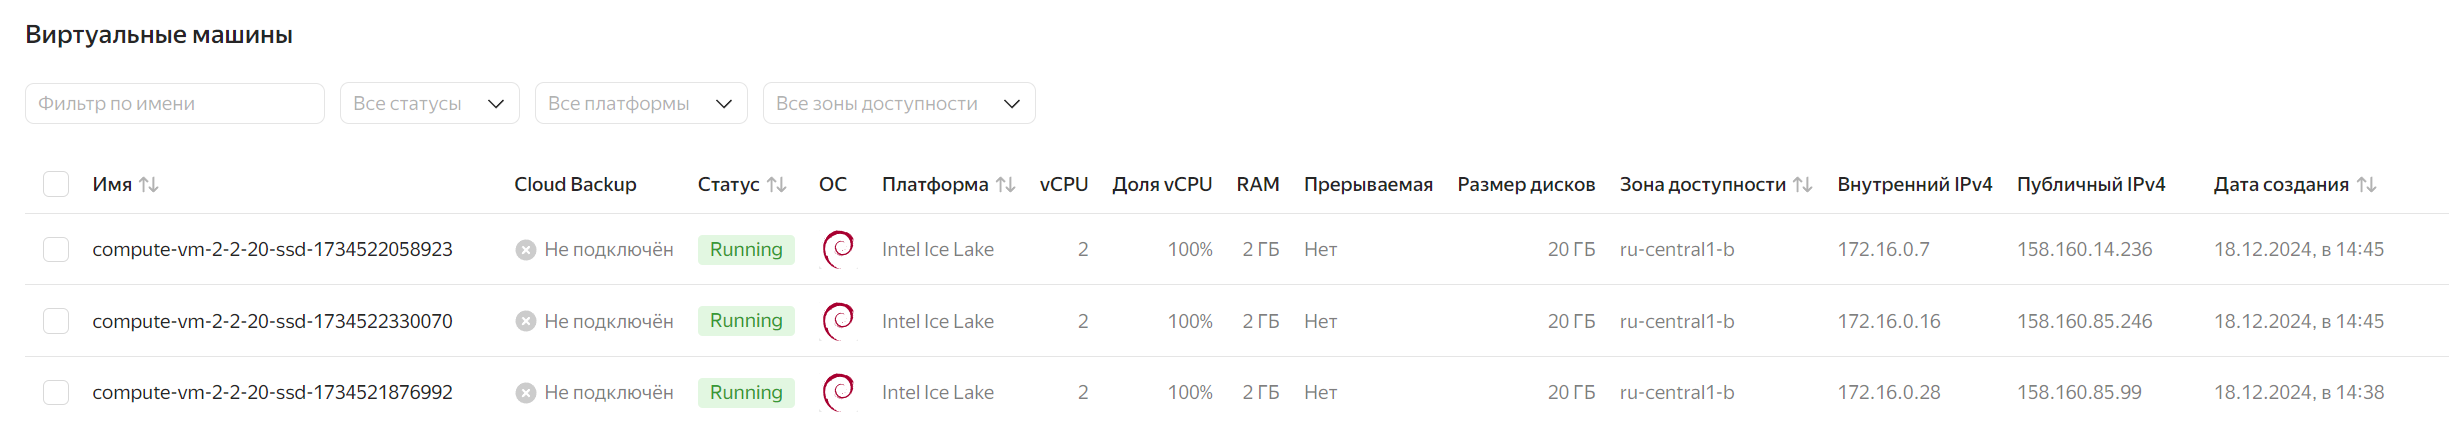 Виртуальные машины
Фильтр по имени Все статусы Все платформы Все зоны доступности
Имя Cloud Backup Статус ОС Платформа vCPU Доля vCPU RAM Прерываемая Размер дисков Зона доступности Внутренний IPv4 Публичный IPv4 Дата создания
compute-vm-2-2-20-ssd-1734522058923 Не подключён Running Intel Ice Lake 2 100% 2 ГБ Нет 20 ГБ ru-central1-b 172.16.0.7 158.160.14.236 18.12.2024, в 14:45
compute-vm-2-2-20-ssd-1734522330070 Не подключён Running Intel Ice Lake 2 100% 2 ГБ Нет 20 ГБ ru-central1-b 172.16.0.16 158.160.85.246 18.12.2024, в 14:45
compute-vm-2-2-20-ssd-1734521876992 Не подключён Running Intel Ice Lake 2 100% 2 ГБ Нет 20 ГБ ru-central1-b 172.16.0.28 158.160.85.99 18.12.2024, в 14:38